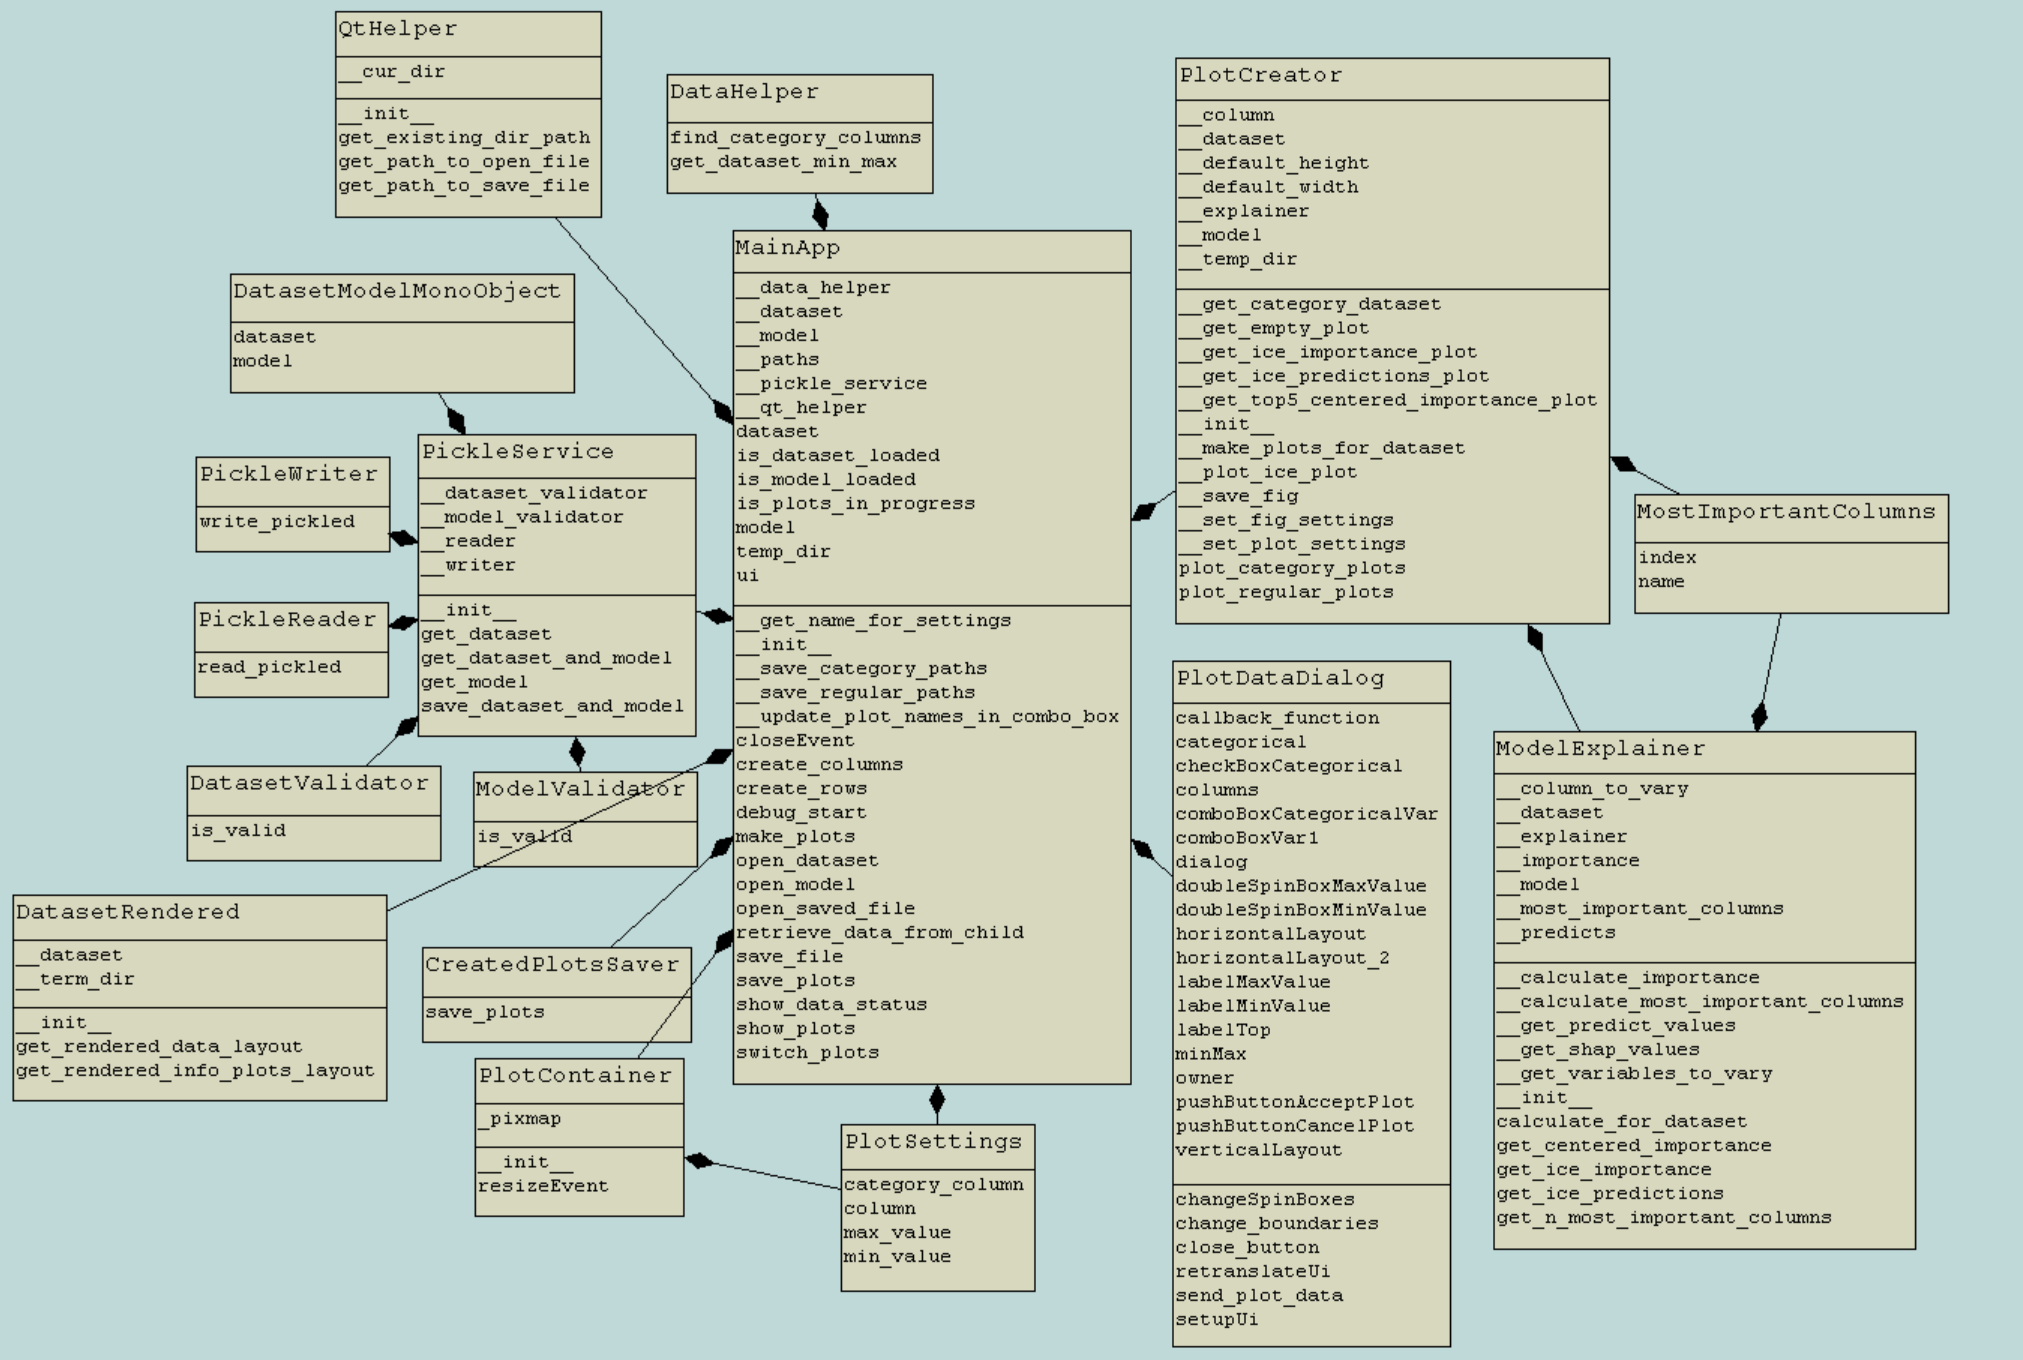 QtHelper
__cur_dir
__init__
get_existing_dir_path
get_path_to_open_file
get_path_to_save_file
DataHelper
find_category_columns
get_dataset_min_max
PlotCreator
__column
__dataset
__default_height
__default_width
__explainer
__model
__temp_dir
__get_category_dataset
__get_empty_plot
__get_ice_importance_plot
__get_ice_predictions_plot
__get_top5_centered_importance_plot
__init__
__make_plots_for_dataset
__plot_ice_plot
__save_fig
__set_fig_settings
__set_plot_settings
plot_category_plots
plot_regular_plots
MainApp
__data_helper
__dataset
__model
__paths
__pickle_service
__qt_helper
dataset
is_dataset_loaded
is_model_loaded
is_plots_in_progress
model
temp_dir
ui
__get_name_for_settings
__init__
__save_category_paths
__save_regular_paths
__update_plot_names_in_combo_box
closeEvent
create_columns
create_rows
debug_start
make_plots
open_dataset
open_model
open_saved_file
retrieve_data_from_child
save_file
save_plots
show_data_status
show_plots
switch_plots
DatasetModelMonoObject
dataset
model
PickleService
__dataset_validator
__model_validator
__reader
__writer
__init__
get_dataset
get_dataset_and_model
get_model
save_dataset_and_model
PickleWriter
write_pickled
PickleReader
read_pickled
DatasetValidator
is_valid
ModelValidator
is_valid
MostImportantColumns
index
name
PlotDataDialog
callback_function
categorical
checkBoxCategorical
columns
comboBoxCategoricalVar
comboBoxVar1
dialog
doubleSpinBoxMaxValue
doubleSpinBoxMinValue
horizontalLayout
horizontalLayout_2
labelMaxValue
labelMinValue
labelTop
minMax
owner
pushButtonAcceptPlot
pushButtonCancelPlot
verticalLayout
changeSpinBoxes
change_boundaries
close_button
retranslateUi
send_plot_data
setupUi
ModelExplainer
__column_to_vary
__dataset
__explainer
__importance
__model
__most_important_columns
__predicts
__calculate_importance
__calculate_most_important_columns
__get_predict_values
__get_shap_values
__get_variables_to_vary
__init__
calculate_for_dataset
get_centered_importance
get_ice_importance
get_ice_predictions
get_n_most_important_columns
DatasetRendered
__dataset
__term_dir
__init__
get_rendered_data_layout
get_rendered_info_plots_layout
CreatedPlotsSaver
save_plots
PlotContainer
_pixmap
__init__
resizeEvent
PlotSettings
category_column
column
max_value
min_value